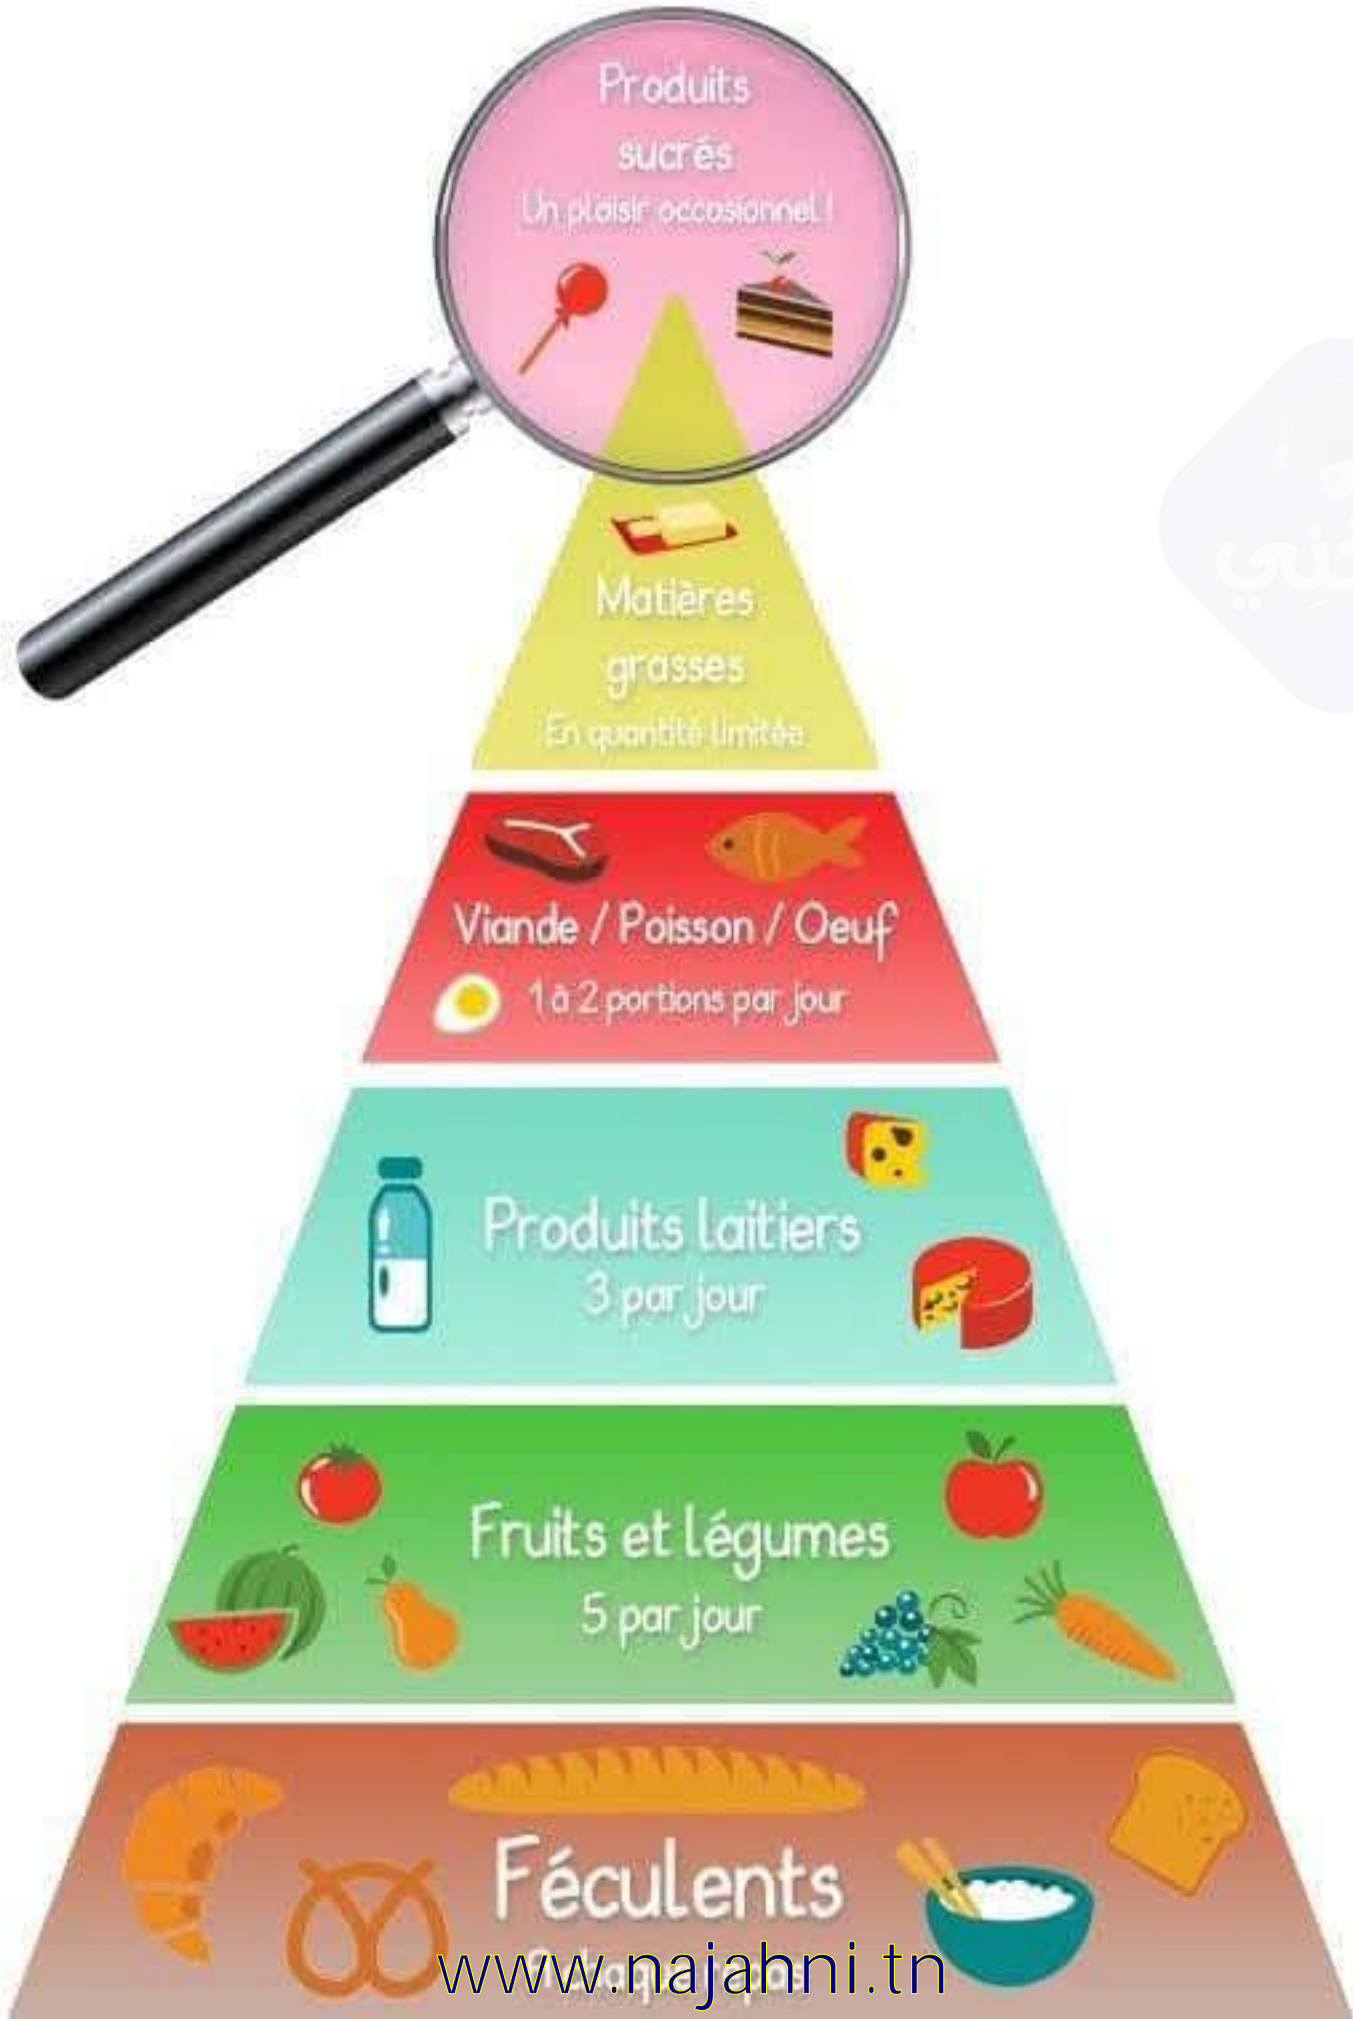 Produits
sucrés
Un plaisir occasionnel !
Matières
grasses
En quantité limitée
Viande / Poisson / Oeuf
1 à 2 portions par jour
Produits laitiers
3 par jour
Fruits et légumes
5 par jour
Féculents
www.najahni.tn